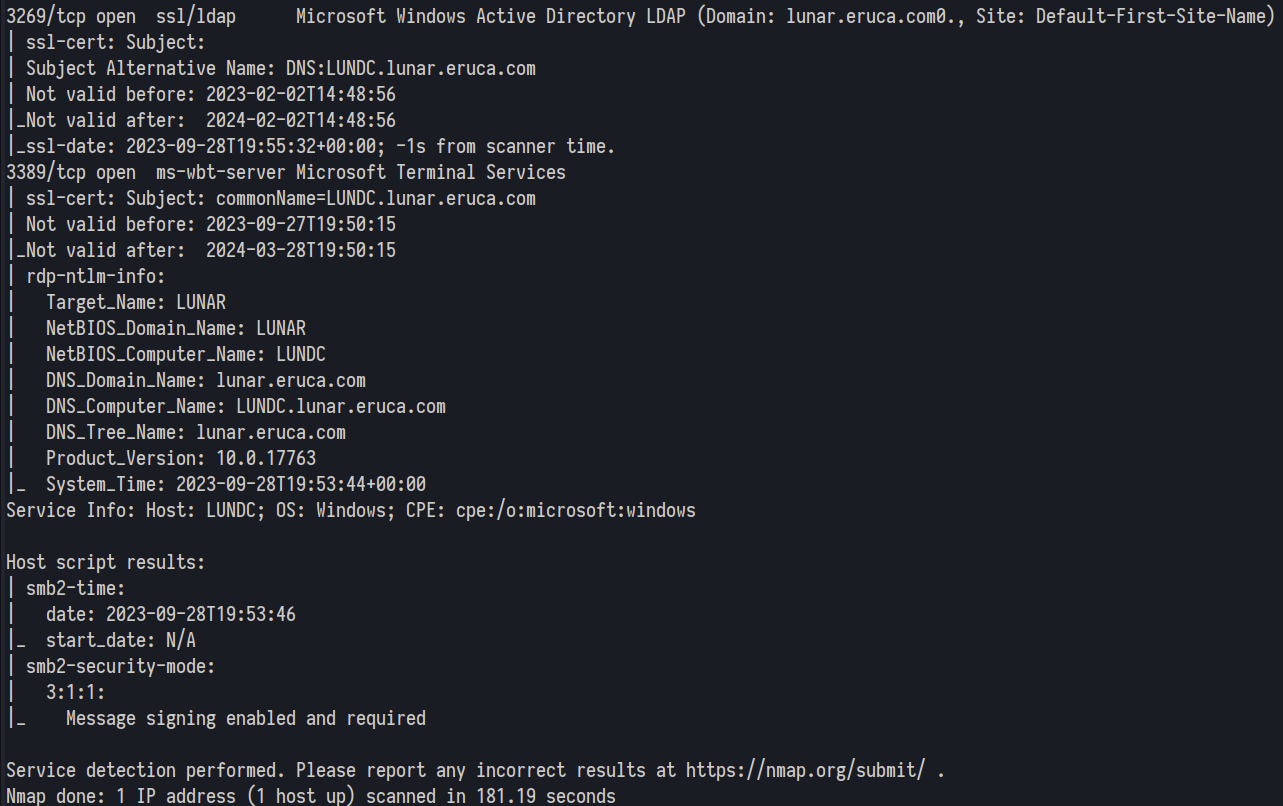 3269/tcp open  ssl/ldap      Microsoft Windows Active Directory LDAP (Domain: lunar.eruca.com0., Site: Default-First-Site-Name)
| ssl-cert: Subject:
| Subject Alternative Name: DNS:LUNDC.lunar.eruca.com
| Not valid before: 2023-02-02T14:48:56
|_Not valid after:  2024-02-02T14:48:56
|_ssl-date: 2023-09-28T19:55:32+00:00; -1s from scanner time.
3389/tcp open  ms-wbt-server Microsoft Terminal Services
| ssl-cert: Subject: commonName=LUNDC.lunar.eruca.com
| Not valid before: 2023-09-27T19:50:15
|_Not valid after:  2024-03-28T19:50:15
| rdp-ntlm-info:
|   Target_Name: LUNAR
|   NetBIOS_Domain_Name: LUNAR
|   NetBIOS_Computer_Name: LUNDC
|   DNS_Domain_Name: lunar.eruca.com
|   DNS_Computer_Name: LUNDC.lunar.eruca.com
|   DNS_Tree_Name: lunar.eruca.com
|   Product_Version: 10.0.17763
|_  System_Time: 2023-09-28T19:53:44+00:00
Service Info: Host: LUNDC; OS: Windows; CPE: cpe:/o:microsoft:windows

Host script results:
| smb2-time:
|   date: 2023-09-28T19:53:46
|_  start_date: N/A
| smb2-security-mode:
|   3:1:1:
|_    Message signing enabled and required

Service detection performed. Please report any incorrect results at https://nmap.org/submit/ .
Nmap done: 1 IP address (1 host up) scanned in 181.19 seconds